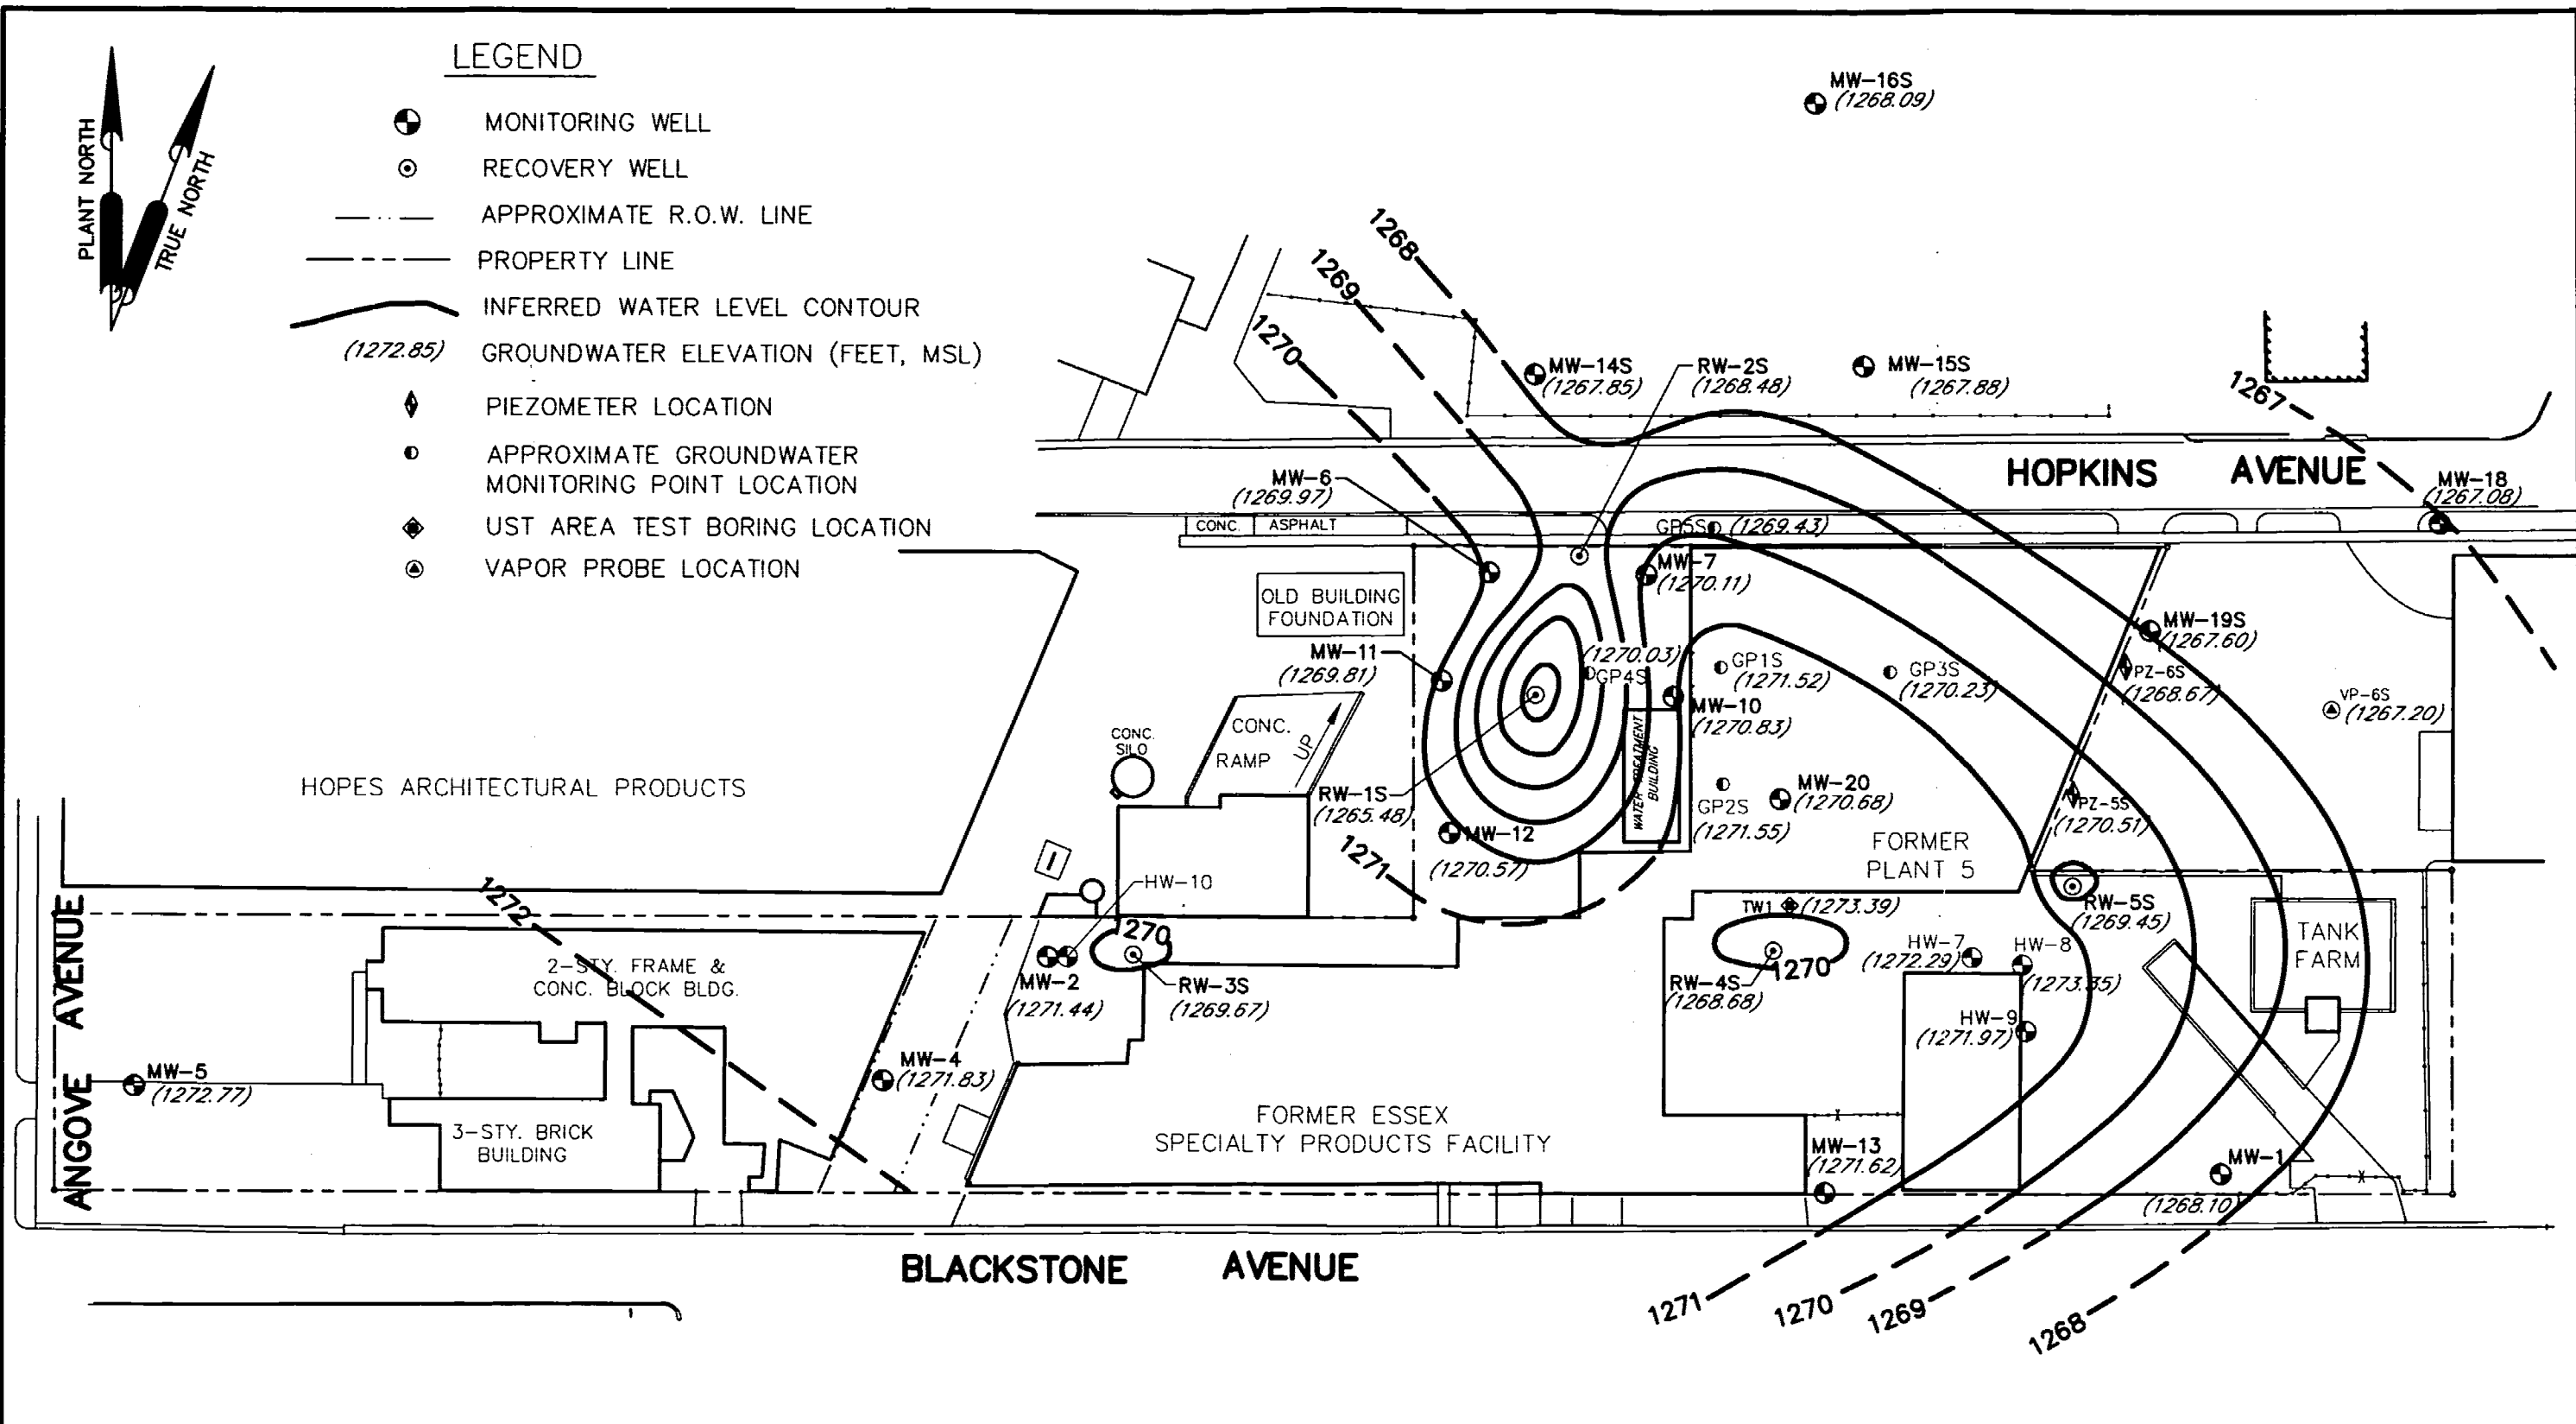 LEGEND
PLANT NORTH
TRUE NORTH
MONITORING WELL
RECOVERY WELL
APPROXIMATE R.O.W. LINE
PROPERTY LINE
INFERRED WATER LEVEL CONTOUR
(1272.85) GROUNDWATER ELEVATION (FEET, MSL)
PIEZOMETER LOCATION
APPROXIMATE GROUNDWATER
MONITORING POINT LOCATION
UST AREA TEST BORING LOCATION
VAPOR PROBE LOCATION
MW-16S
(1268.09)
1268
1269
1270
MW-14S
(1267.85)
RW-2S
(1268.48)
MW-15S
(1267.88)
1267
HOPKINS AVENUE
MW-18
(1267.08)
MW-6
(1269.97)
CONC. ASPHALT
GP5S (1269.43)
MW-7
(1270.11)
OLD BUILDING
FOUNDATION
MW-11
(1269.81)
(1270.03)
GP4S
GP1S
(1271.52)
GP3S
(1270.23)
MW-19S
(1267.60)
PZ-6S
(1268.67)
VP-6S
(1267.20)
MW-10
(1270.83)
CONC.
RAMP
UP
CONC.
SILO
HOPES ARCHITECTURAL PRODUCTS
RW-1S
(1265.48)
WATER TREATMENT
BUILDING
GP2S
(1271.55)
MW-20
(1270.68)
PZ-5S
(1270.51)
MW-12
(1270.57)
1271
FORMER
PLANT 5
1272
HW-10
1270
MW-2
(1271.44)
RW-3S
(1269.67)
TW1 (1273.39)
1270
RW-4S
(1268.68)
HW-7
(1272.29)
HW-8
(1273.35)
RW-5S
(1269.45)
TANK
FARM
HW-9
(1271.97)
2-STY. FRAME &
CONC. BLOCK BLDG.
ANGOVE AVENUE
MW-5
(1272.77)
MW-4
(1271.83)
3-STY. BRICK
BUILDING
FORMER ESSEX
SPECIALTY PRODUCTS FACILITY
MW-13
(1271.62)
MW-1
(1268.10)
BLACKSTONE AVENUE
1271
1270
1269
1268